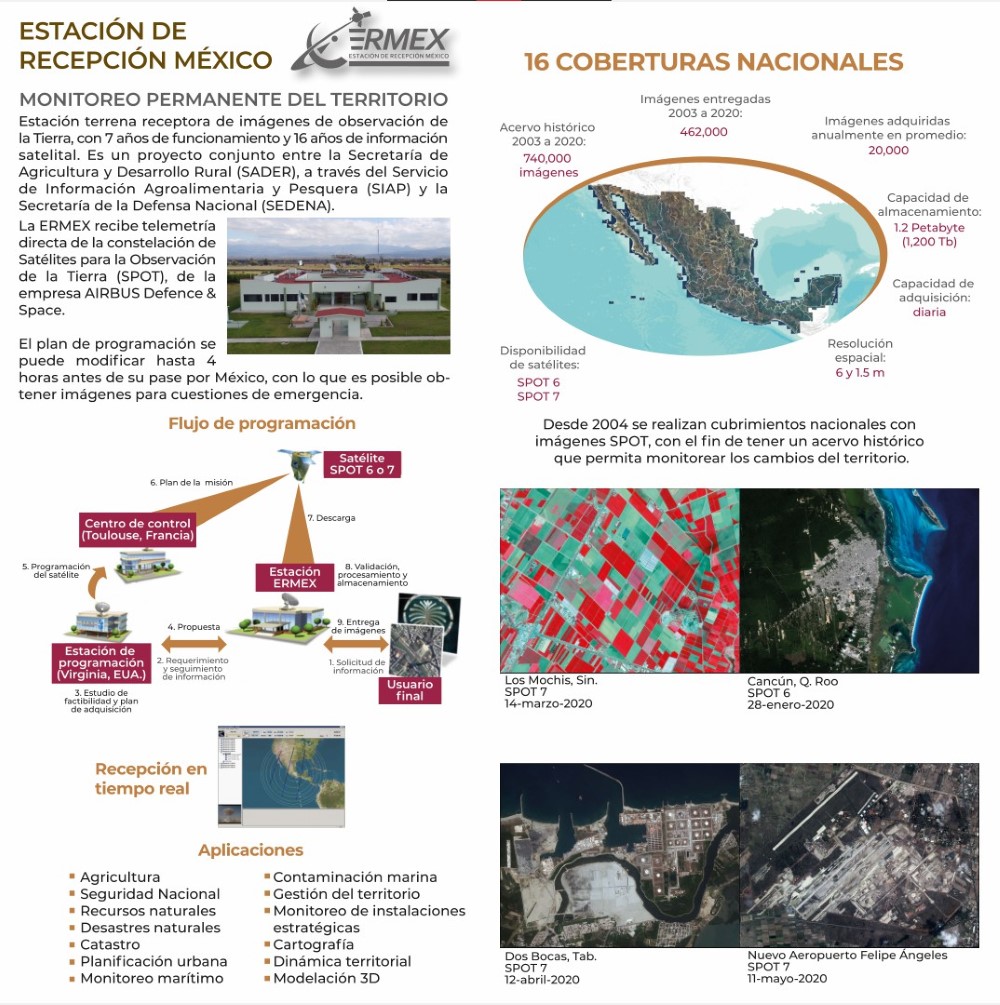 ESTACIÓN DE
RECEPCIÓN MÉXICO
ERMEX
ESTACIÓN DE RECEPCIÓN MÉXICO
MONITOREO PERMANENTE DEL TERRITORIO
Estación terrena receptora de imágenes de observación de
la Tierra, con 7 años de funcionamiento y 16 años de información
satelital. Es un proyecto conjunto entre la Secretaría de
Agricultura y Desarrollo Rural (SADER), a través del Servicio
de Información Agroalimentaria y Pesquera (SIAP) y la
Secretaría de la Defensa Nacional (SEDENA).
La ERMEX recibe telemetría
directa de la constelación de
Satélites para la Observación
de la Tierra (SPOT), de la
empresa AIRBUS Defence &
Space.
El plan de programación se
puede modificar hasta 4
horas antes de su pase por México, con lo que es posible ob-
tener imágenes para cuestiones de emergencia.
Flujo de programación
Satélite
SPOT 6 o 7
6. Plan de la misión
7. Descarga
Centro de control
(Toulouse, Francia)
5. Programación
del satélite
Estación
ERMEX
8. Validación,
procesamiento y
almacenamiento
4. Propuesta
9. Entrega
de imágenes
2. Requerimiento
y seguimiento
de información
1. Solicitud de
información
Estación de
programación
(Virginia, EUA.)
Usuario
final
3. Estudio de
factibilidad y plan
de adquisición
Recepción en
tiempo real
Aplicaciones
Agricultura
Seguridad Nacional
Recursos naturales
Desastres naturales
Catastro
Planificación urbana
Monitoreo marítimo
Contaminación marina
Gestión del territorio
Monitoreo de instalaciones
estratégicas
Cartografía
Dinámica territorial
Modelación 3D
16 COBERTURAS NACIONALES
Imágenes entregadas
2003 a 2020:
462,000
Acervo histórico
2003 a 2020:
740,000
imágenes
Imágenes adquiridas
anualmente en promedio:
20,000
Capacidad de
almacenamiento:
1.2 Petabyte
(1,200 Tb)
Capacidad de
adquisición:
diaria
Resolución
espacial:
6 y 1.5 m
Disponibilidad
de satélites:
SPOT 6
SPOT 7
Desde 2004 se realizan cubrimientos nacionales con
imágenes SPOT, con el fin de tener un acervo histórico
que permita monitorear los cambios del territorio.
Los Mochis, Sin.
SPOT 7
14-marzo-2020
Cancún, Q. Roo
SPOT 6
28-enero-2020
Dos Bocas, Tab.
SPOT 7
12-abril-2020
Nuevo Aeropuerto Felipe Ángeles
SPOT 7
11-mayo-2020